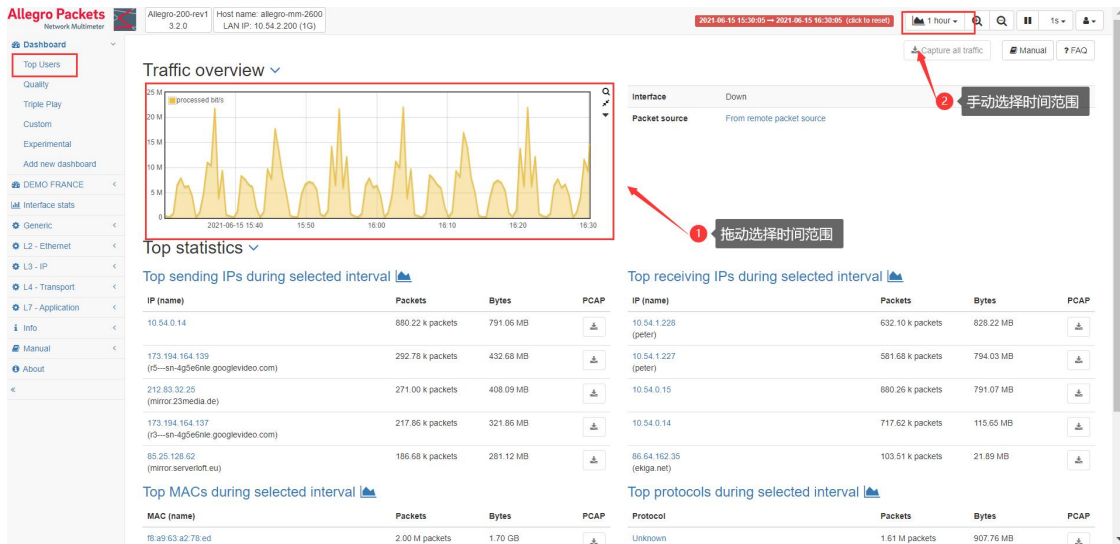 Allegro Packets
Network Multimeter
Allegro-200-rev1
3.2.0
Host name: allegro-mm-2600
LAN IP: 10.54.2.200 (1G)
2021-06-15 15:30:05 → 2021-06-15 16:30:05 (click to reset)
1 hour
1s
Dashboard
Top Users
Quality
Triple Play
Custom
Experimental
Add new dashboard
DEMO FRANCE
Interface stats
Generic
L2 - Ethernet
L3 - IP
L4 - Transport
L7 - Application
Info
Manual
About
«
Capture all traffic
Manual
? FAQ
Traffic overview
processed bit/s
25 M
20 M
15 M
10 M
5 M
0
2021-06-15 15:40
15:50
16:00
16:10
16:20
16:30
Interface Down
Packet source From remote packet source
2 手动选择时间范围
1 拖动选择时间范围
Top statistics
Top sending IPs during selected interval
IP (name) Packets Bytes PCAP
10.54.0.14 880.22 k packets 791.06 MB
173.194.164.139 292.78 k packets 432.68 MB
(r5---sn-4g5e6nle.googlevideo.com)
212.83.32.25 271.00 k packets 408.09 MB
(mirror.23media.de)
173.194.164.137 217.86 k packets 321.86 MB
(r3---sn-4g5e6nle.googlevideo.com)
85.25.128.62 186.68 k packets 281.12 MB
(mirror.serverloft.eu)
Top receiving IPs during selected interval
IP (name) Packets Bytes PCAP
10.54.1.228 632.10 k packets 828.22 MB
(peter)
10.54.1.227 581.68 k packets 794.03 MB
(peter)
10.54.0.15 880.26 k packets 791.07 MB
10.54.0.14 717.62 k packets 115.65 MB
86.64.162.35 103.51 k packets 21.89 MB
(ekiga.net)
Top MACs during selected interval
MAC (name) Packets Bytes PCAP
f8:a9:63:a2:78:ed 2.00 M packets 1.70 GB
Top protocols during selected interval
Protocol Packets Bytes PCAP
Unknown 1.61 M packets 907.76 MB